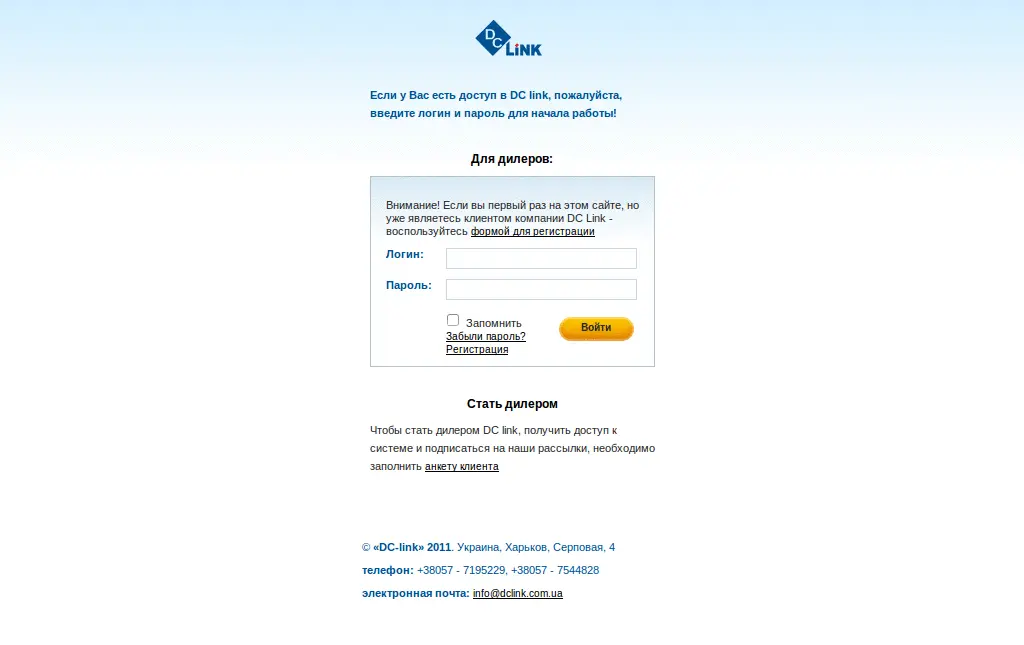 DC LiNK
Если у Вас есть доступ в DC link, пожалуйста,
введите логин и пароль для начала работы!
Для дилеров:
Внимание! Если вы первый раз на этом сайте, но
уже являетесь клиентом компании DC Link -
воспользуйтесь формой для регистрации
Логин:
Пароль:
Запомнить
Войти
Забыли пароль?
Регистрация
Стать дилером
Чтобы стать дилером DC link, получить доступ к
системе и подписаться на наши рассылки, необходимо
заполнить анкету клиента
© «DC-link» 2011. Украина, Харьков, Серповая, 4
телефон: +38057 - 7195229, +38057 - 7544828
электронная почта: info@dclink.com.ua